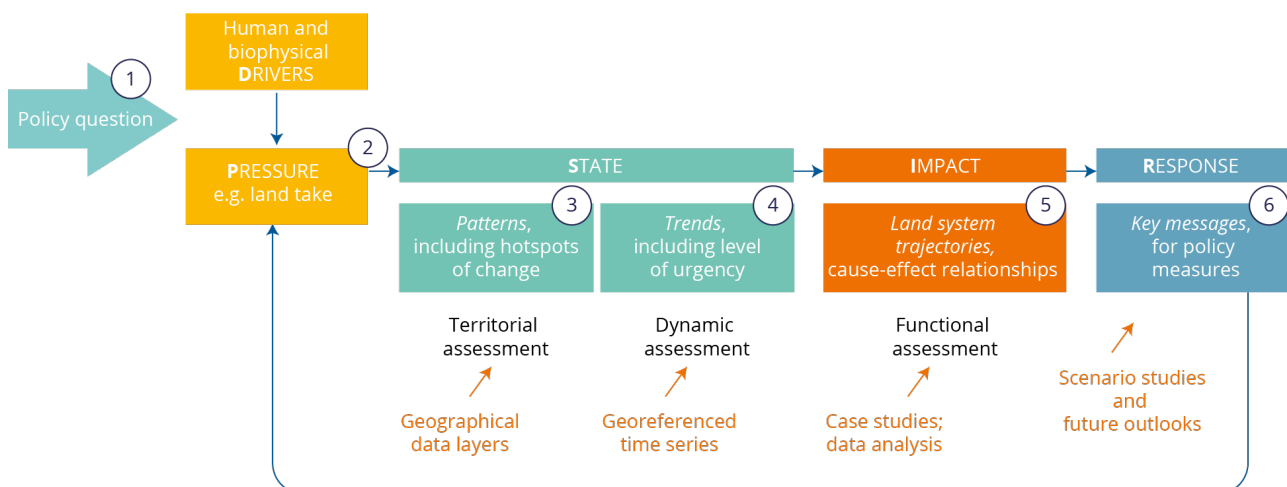 Policy question
1
Human and
biophysical
DRIVERS
PRESSURE
e.g. land take
2
STATE
IMPACT
RESPONSE
3
Patterns,
including hotspots
of change
4
Trends,
including level
of urgency
5
Land system
trajectories,
cause-effect relationships
6
Key messages,
for policy
measures
Territorial
assessment
Dynamic
assessment
Functional
assessment
Geographical
data layers
Georeferenced
time series
Case studies;
data analysis
Scenario studies
and
future outlooks